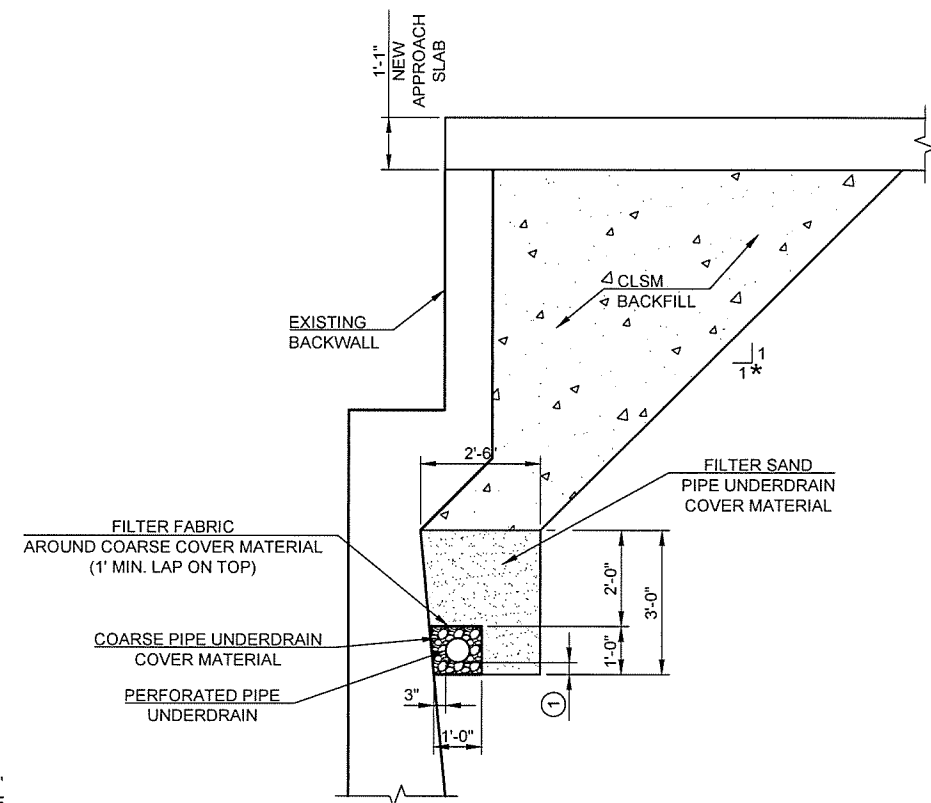 1'-1"
NEW
APPROACH
SLAB
CLSM
BACKFILL
EXISTING
BACKWALL
1
1*
2'-6"
FILTER SAND
PIPE UNDERDRAIN
COVER MATERIAL
FILTER FABRIC
AROUND COARSE COVER MATERIAL
(1' MIN. LAP ON TOP)
2'-0"
3'-0"
1'-0"
COARSE PIPE UNDERDRAIN
COVER MATERIAL
PERFORATED PIPE
UNDERDRAIN
3"
1
1'-0"